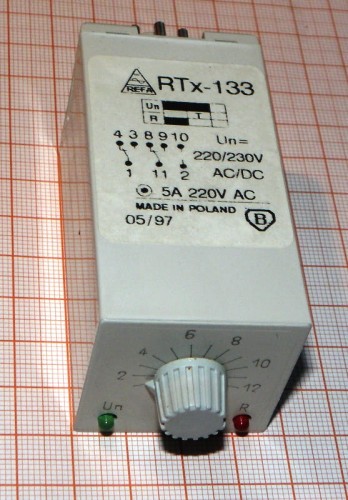 REFA RTx-133
Un
R T
4 3 8 9 10
Un=
220/230V
1 11 2 AC/DC
5A 220V AC
MADE IN POLAND
05/97 B
2 4 6 8 10 12
Un R